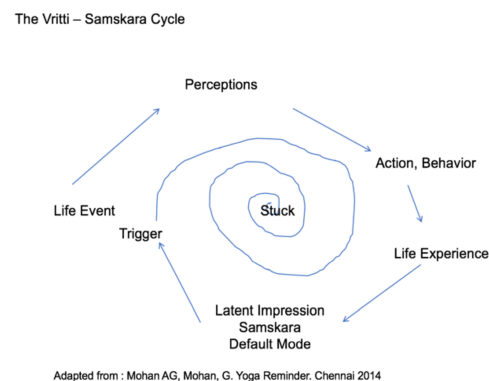 The Vritti – Samskara Cycle
Perceptions
Action, Behavior
Life Event
Stuck
Trigger
Life Experience
Latent Impression
Samskara
Default Mode
Adapted from : Mohan AG, Mohan, G. Yoga Reminder. Chennai 2014